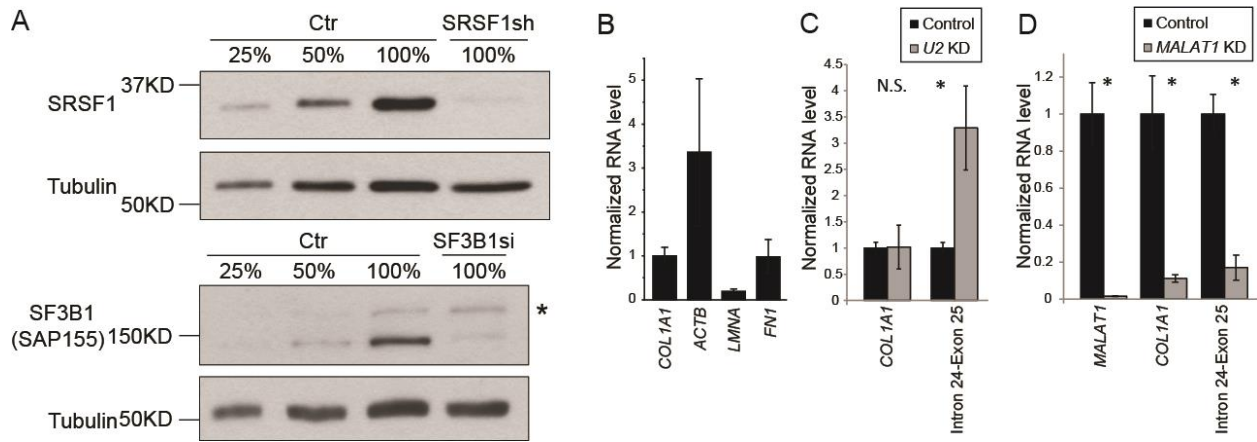 A
Ctr SRSF1sh
25% 50% 100% 100%
37KD
SRSF1
Tubulin
50KD
Ctr SF3B1si
25% 50% 100% 100%
SF3B1
(SAP155)
150KD
*
Tubulin
50KD
B
Normalized RNA level
5
4
3
2
1
0
COL1A1
ACTB
LMNA
FN1
C
Control
U2 KD
Normalized RNA level
4.5
4
3.5
3
2.5
2
1.5
1
0.5
0
N.S. *
COL1A1
Intron 24-Exon 25
D
Control
MALAT1 KD
Normalized RNA level
1.2
1
0.8
0.6
0.4
0.2
0
* * *
MALAT1
COL1A1
Intron 24-Exon 25